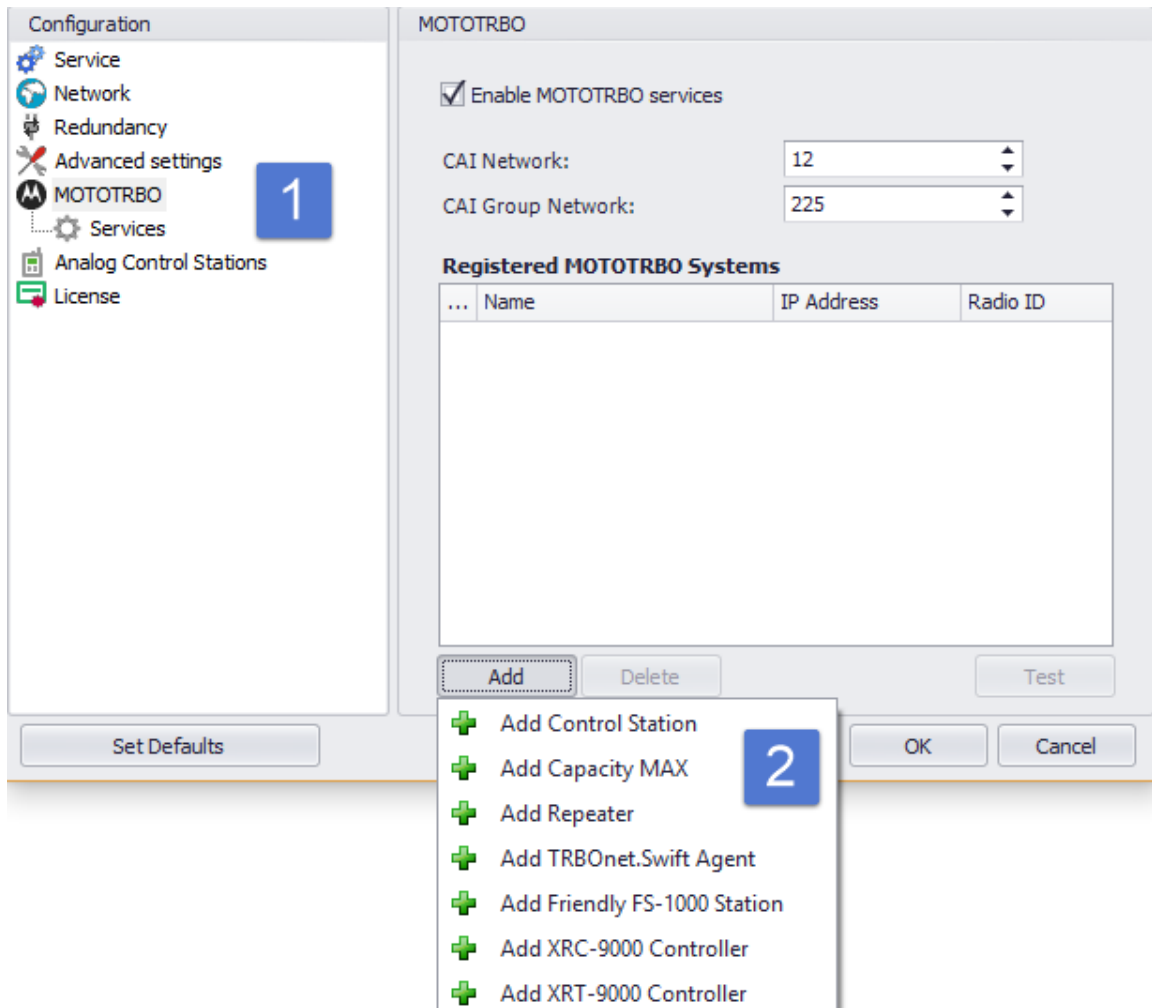 Configuration
Service
Network
Redundancy
Advanced settings
MOTOTRBO
Services
Analog Control Stations
License
1
Set Defaults
MOTOTRBO
Enable MOTOTRBO services
CAI Network: 12
CAI Group Network: 225
Registered MOTOTRBO Systems
... Name IP Address Radio ID
Add Delete Test
Add Control Station
Add Capacity MAX
Add Repeater
Add TRBOnet.Swift Agent
Add Friendly FS-1000 Station
Add XRC-9000 Controller
Add XRT-9000 Controller
2
OK Cancel